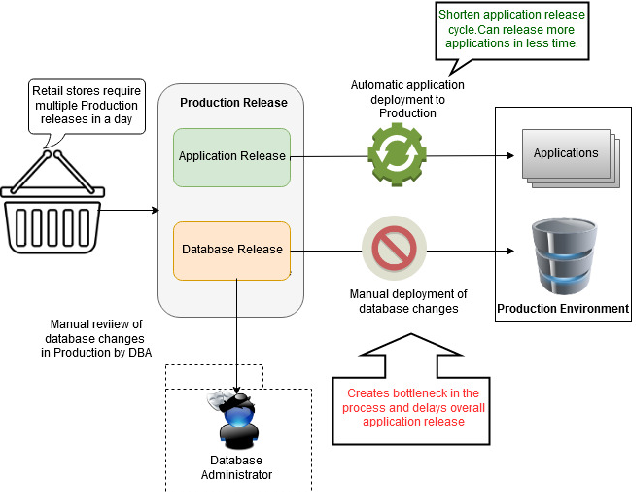 Shorten application release
cycle.Can release more
applications in less time
Retail stores require
multiple Production
releases in a day
Automatic application
deployment to
Production
Production Release
Application Release
Applications
Database Release
Manual deployment of
database changes
Production Environment
Manual review of
database changes
in Production by DBA
Creates bottleneck in the
process and delays overall
application release
Database
Administrator